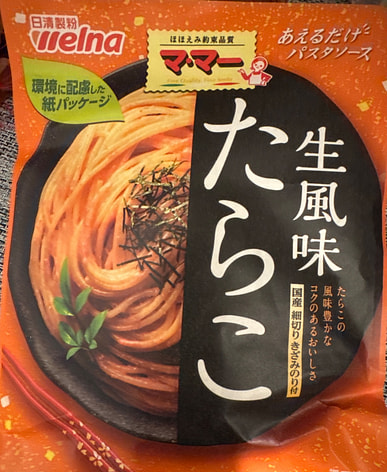 日清製粉
Welna
ほほえみ約束品質
マ・マー
あえるだけ
パスタソース
環境に配慮した
紙パッケージ
生風味
たらこ
たらこの
風味豊かな
コクのあるおいしさ
国産 細切りきざみのり付